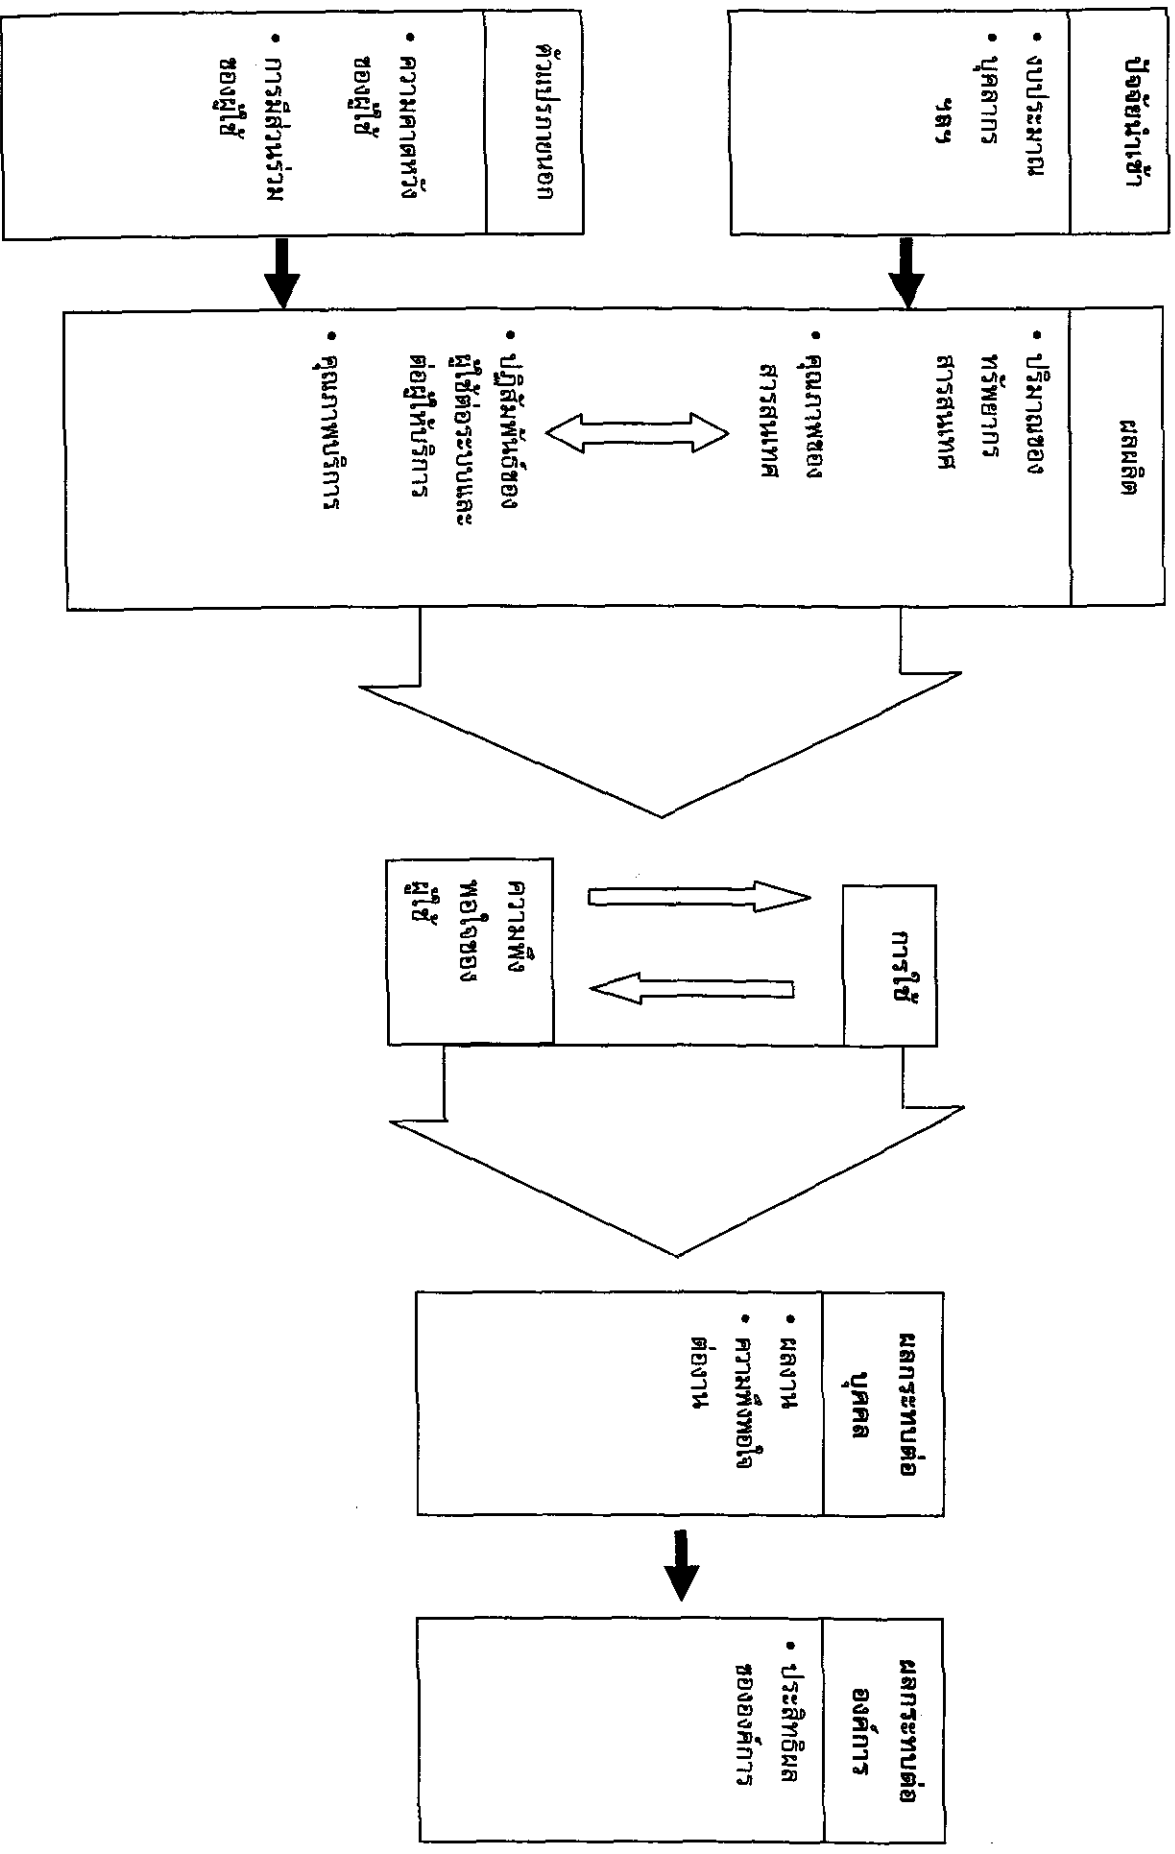 ปัจจัยนำเข้า
• งบประมาณ
• บุคลากร
ฯลฯ
ตัวแปรภายนอก
• ความคาดหวัง
ของผู้ใช้
• การมีส่วนร่วม
ของผู้ใช้
ผลผลิต
• ปริมาณของ
ทรัพยากร
สารสนเทศ
• คุณภาพของ
สารสนเทศ
• ปฏิสัมพันธ์ของ
ผู้ใช้ต่อระบบและ
ต่อผู้ให้บริการ
• คุณภาพบริการ
การใช้
ความพึง
พอใจของ
ผู้ใช้
ผลกระทบต่อ
บุคคล
• ผลงาน
• ความพึงพอใจ
ต่องาน
ผลกระทบต่อ
องค์การ
• ประสิทธิผล
ขององค์การ